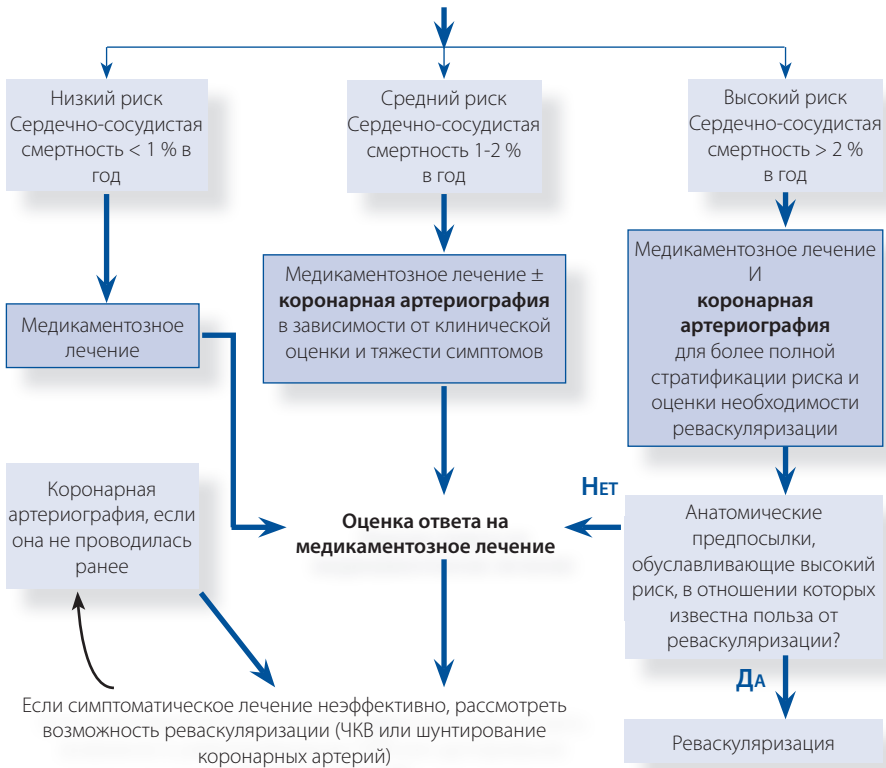 Низкий риск
Сердечно-сосудистая
смертность < 1 % в
год
Средний риск
Сердечно-сосудистая
смертность 1-2 %
в год
Высокий риск
Сердечно-сосудистая
смертность > 2 %
в год
Медикаментозное
лечение
Медикаментозное лечение ±
коронарная артериография
в зависимости от клинической
оценки и тяжести симптомов
Медикаментозное лечение
И
коронарная
артериография
для более полной
стратификации риска и
оценки необходимости
реваскуляризации
Коронарная
артериография, если
она не проводилась
ранее
Оценка ответа на
медикаментозное лечение
Нет
Анатомические
предпосылки,
обуславливающие высокий
риск, в отношении которых
известна польза от
реваскуляризации?
Да
Если симптоматическое лечение неэффективно, рассмотреть
возможность реваскуляризации (ЧКВ или шунтирование
коронарных артерий)
Реваскуляризация